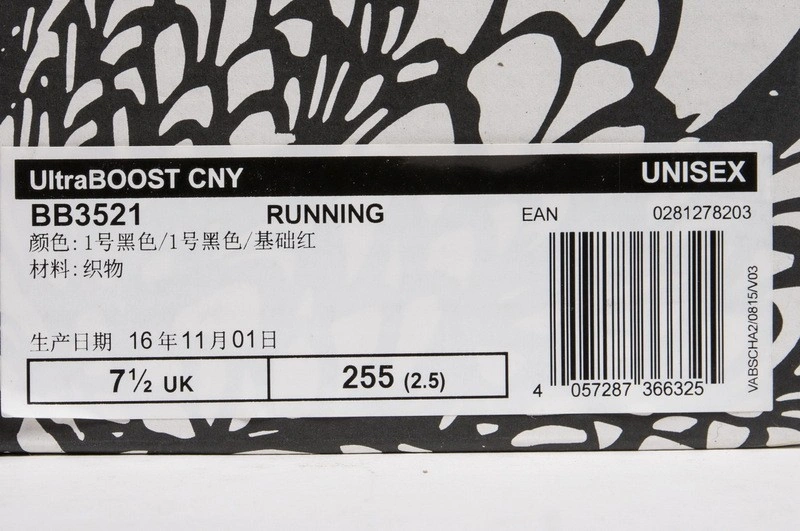 UltraBOOST CNY UNISEX
BB3521 RUNNING EAN 0281278203
颜色: 1号黑色/1号黑色/基础红
材料: 织物
生产日期 16年11月01日
7½ UK 255 (2.5)
4 057287 366325
VABSCHA2/0815/V03